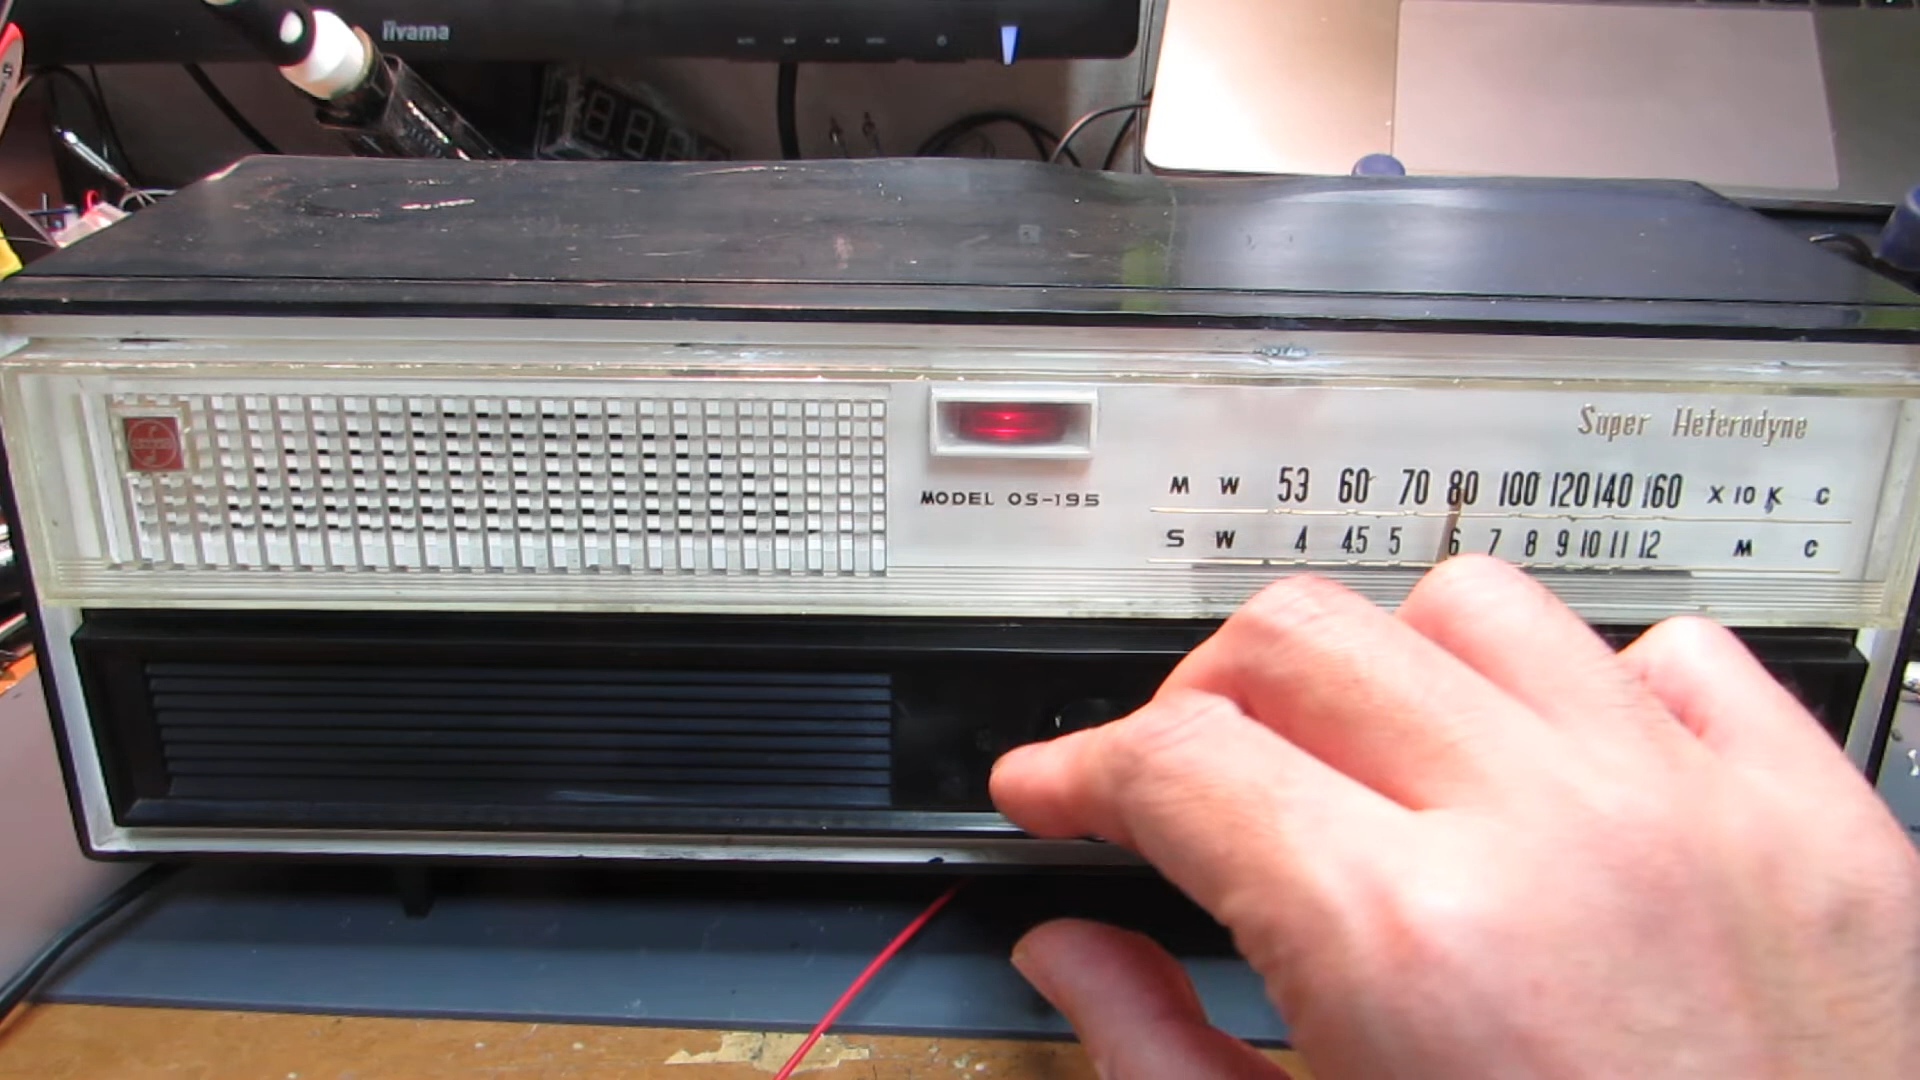 iiyama
Super Heterodyne
MODEL OS-195
M W 53 60 70 80 100 120 140 160 X 10 K C
S W 4 4.5 5 6 7 8 9 10 11 12 M C